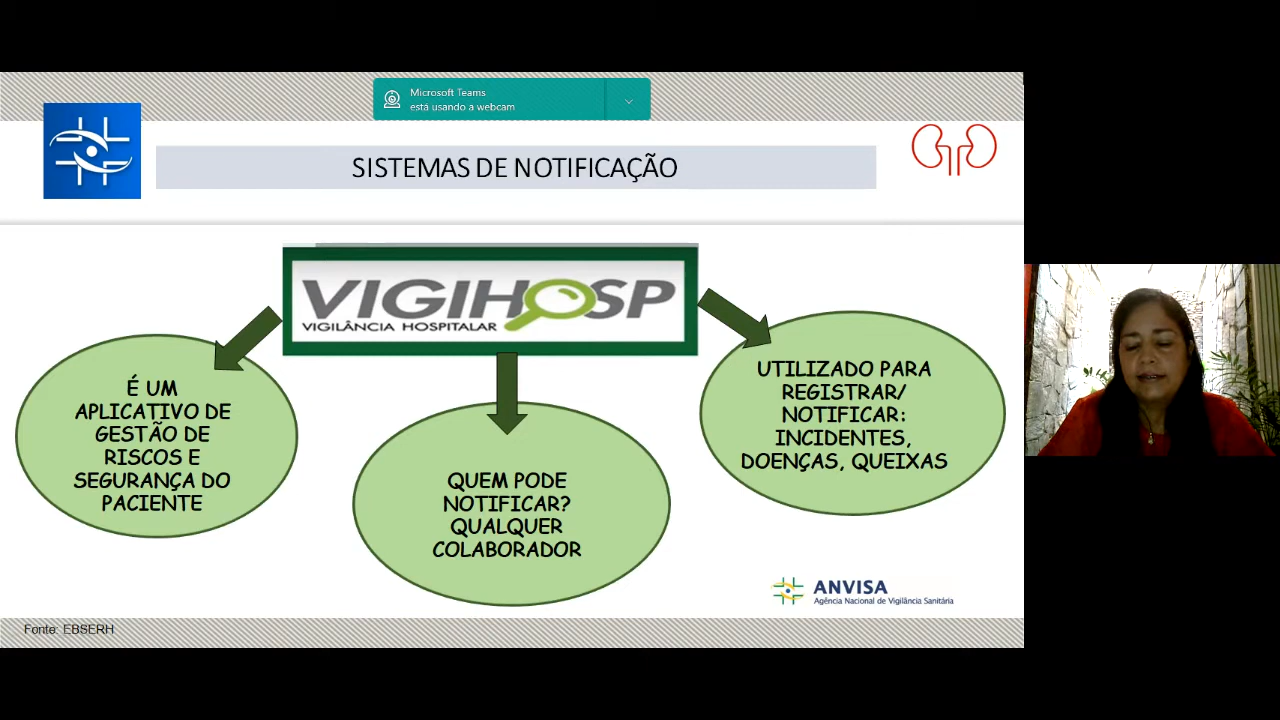 Microsoft Teams
está usando a webcam
SISTEMAS DE NOTIFICAÇÃO
VIGIHOSP
VIGILÂNCIA HOSPITALAR
É UM
APLICATIVO DE
GESTÃO DE
RISCOS E
SEGURANÇA DO
PACIENTE
QUEM PODE
NOTIFICAR?
QUALQUER
COLABORADOR
UTILIZADO PARA
REGISTRAR/
NOTIFICAR:
INCIDENTES,
DOENÇAS, QUEIXAS
ANVISA
Agência Nacional de Vigilância Sanitária
Fonte: EBSERH